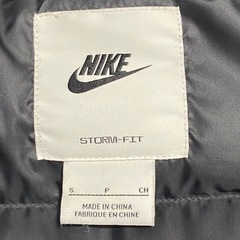 NIKE
STORM-FIT
S P CH
MADE IN CHINA
FABRIQUÉ EN CHINE